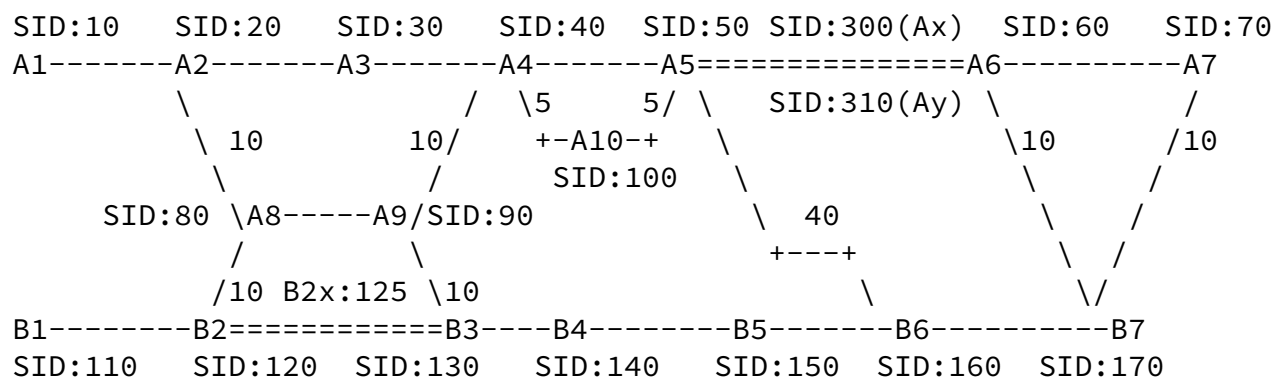 SID:10   SID:20   SID:30   SID:40  SID:50  SID:300(Ax)  SID:60   SID:70
A1-------A2-------A3-------A4-------A5===============A6----------A7
         \               /  \5      5/  \   SID:310(Ay)  \          /
          \ 10        10/   +-A10-+   \                   \10      /10
           \           /     SID:100   \                   \      /
     SID:80 \A8-----A9/SID:90           \  40               \    /
            /         \                  +---+               \  /
           /10 B2x:125 \10                    \               \/
B1--------B2============B3----B4--------B5-------B6----------B7
SID:110   SID:120  SID:130   SID:140   SID:150  SID:160  SID:170